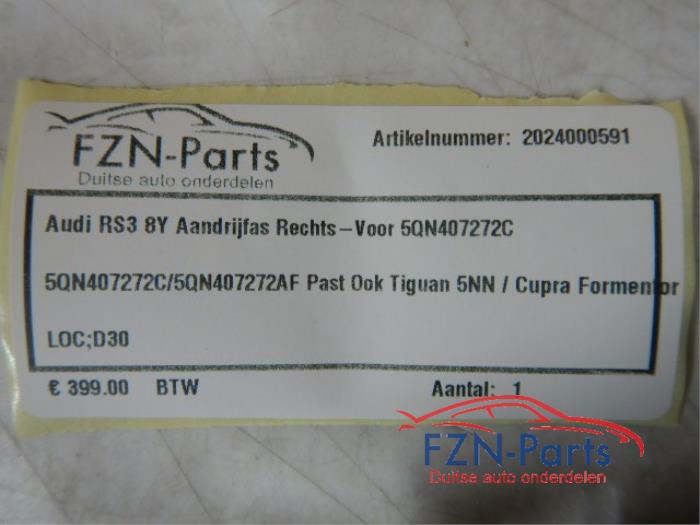 FZN-Parts
Duitse auto onderdelen
Artikelnummer: 2024000591
Audi RS3 8Y Aandrijfas Rechts-Voor 5QN407272C
5QN407272C/5QN407272AF Past Ook Tiguan 5NN / Cupra Formentor
LOC;D30
€ 399.00 BTW Aantal: 1
FZN-Parts
Duitse auto onderdelen